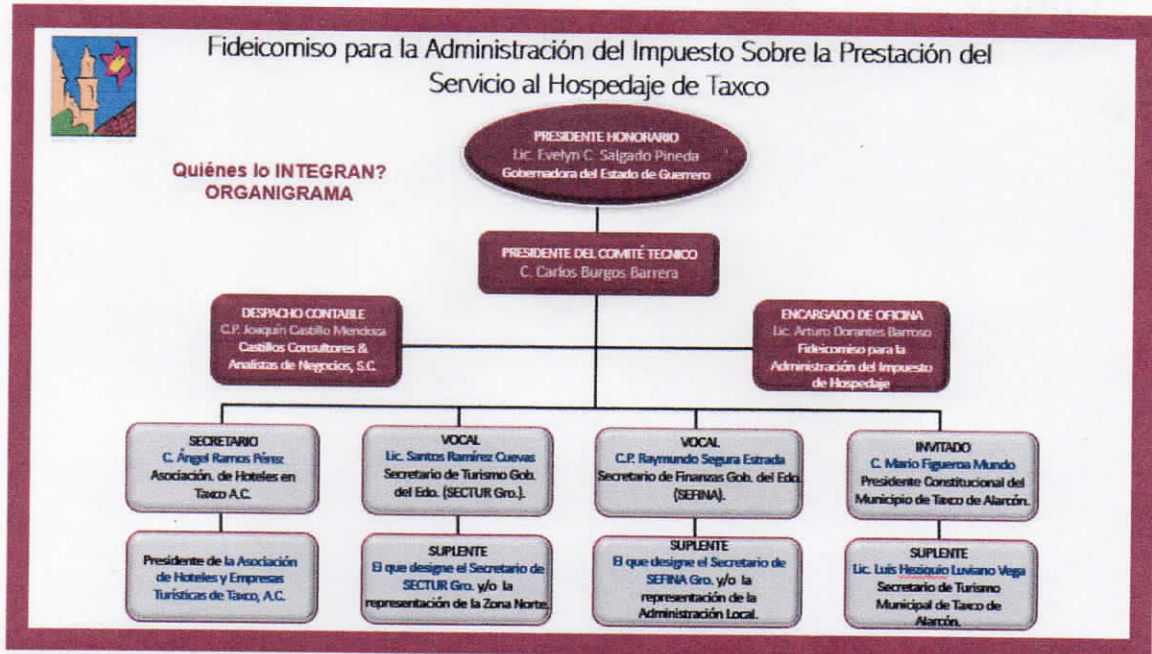 Fideicomiso para la Administración del Impuesto Sobre la Prestación del
Servicio al Hospedaje de Taxco
Quiénes lo INTEGRAN?
ORGANIGRAMA
PRESIDENTE HONORARIO
Lic. Evelyn C. Salgado Pineda
Gobernadora del Estado de Guerrero
PRESIDENTE DEL COMITÉ TECNICO
C. Carlos Burgos Barrera
DESPACHO CONTABLE
C.P. Joaquín Castillo Mendoza
Castillos Consultores &
Analistas de Negocios, S.C.
ENCARGADO DE OFICINA
Lic. Arturo Dorantes Barroso
Fideicomiso para la
Administración del Impuesto
de Hospedaje
SECRETARIO
C. Ángel Ramos Pérez
Asociación. de Hoteles en
Taxco A.C.
VOCAL
Lic. Santos Ramírez Cuevas
Secretario de Turismo Gob.
del Edo. (SECTUR Gro.).
VOCAL
C.P. Raymundo Segura Estrada
Secretario de Finanzas Gob. del Edo.
(SEFINA).
INVITADO
C. Mario Figueroa Mundo
Presidente Constitucional del
Municipio de Taxco de Alarcón.
Presidente de la Asociación
de Hoteles y Empresas
Turísticas de Taxco, A.C.
SUPLENTE
El que designe el Secretario de
SECTUR Gro. y/o la
representación de la Zona Norte.
SUPLENTE
El que designe el Secretario de
SEFINA Gro. y/o la
representación de la
Administración Local.
SUPLENTE
Lic. Luís Heziquio Luviano Vega
Secretario de Turismo
Municipal de Taxco de
Alarcón.